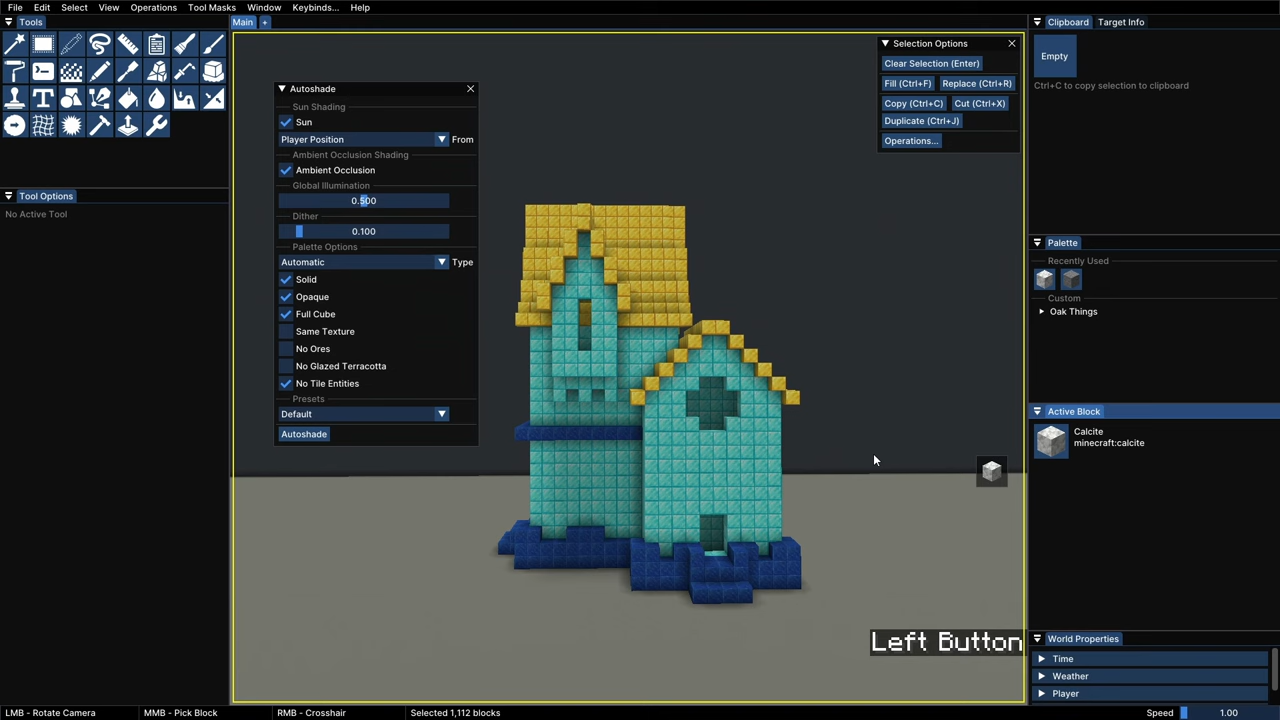 File Edit Select View Operations Tool Masks Window Keybinds... Help
Tools
Main +
Clipboard Target Info
Selection Options
Clear Selection (Enter)
Fill (Ctrl+F) Replace (Ctrl+R)
Copy (Ctrl+C) Cut (Ctrl+X)
Duplicate (Ctrl+J)
Operations...
Empty
Ctrl+C to copy selection to clipboard
Autoshade
Sun Shading
Sun
Player Position From
Ambient Occlusion Shading
Ambient Occlusion
Global Illumination
0.500
Dither
0.100
Palette Options
Automatic Type
Solid
Opaque
Full Cube
Same Texture
No Ores
No Glazed Terracotta
No Tile Entities
Presets
Default
Autoshade
Tool Options
No Active Tool
Palette
Recently Used
Custom
Oak Things
Active Block
Calcite
minecraft:calcite
Left Button
World Properties
Time
Weather
Player
LMB - Rotate Camera MMB - Pick Block RMB - Crosshair Selected 1,112 blocks Speed 1.00